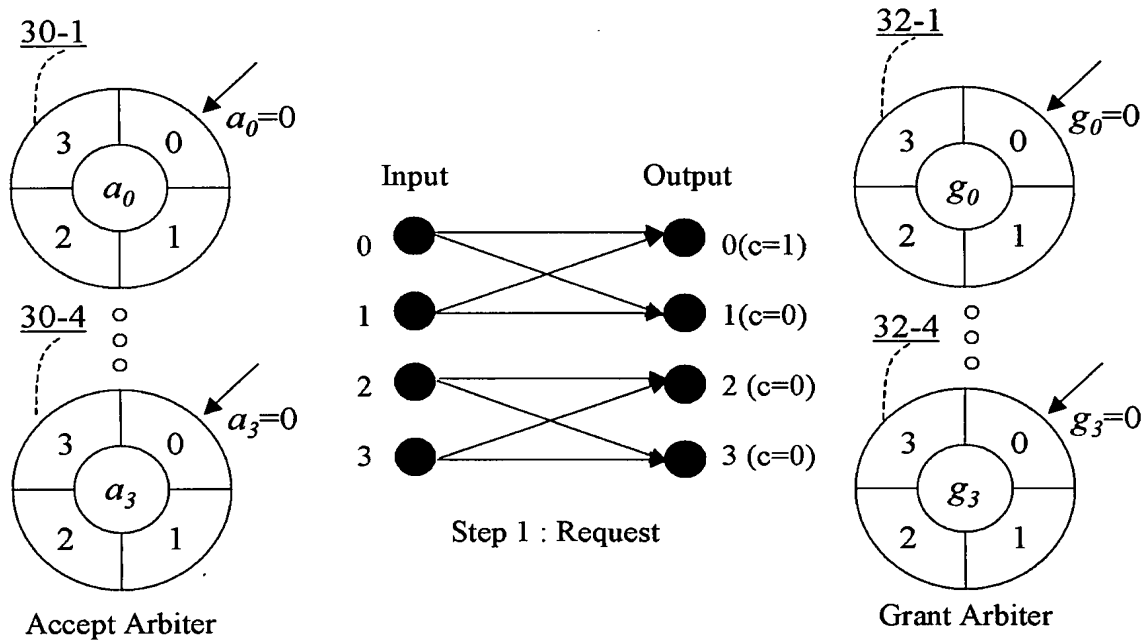 30-1
a0=0
3 0
a0
2 1
30-4
a3=0
3 0
a3
2 1
Accept Arbiter
Input Output
0 0(c=1)
1 1(c=0)
2 2 (c=0)
3 3 (c=0)
Step 1 : Request
32-1
g0=0
3 0
g0
2 1
32-4
g3=0
3 0
g3
2 1
Grant Arbiter